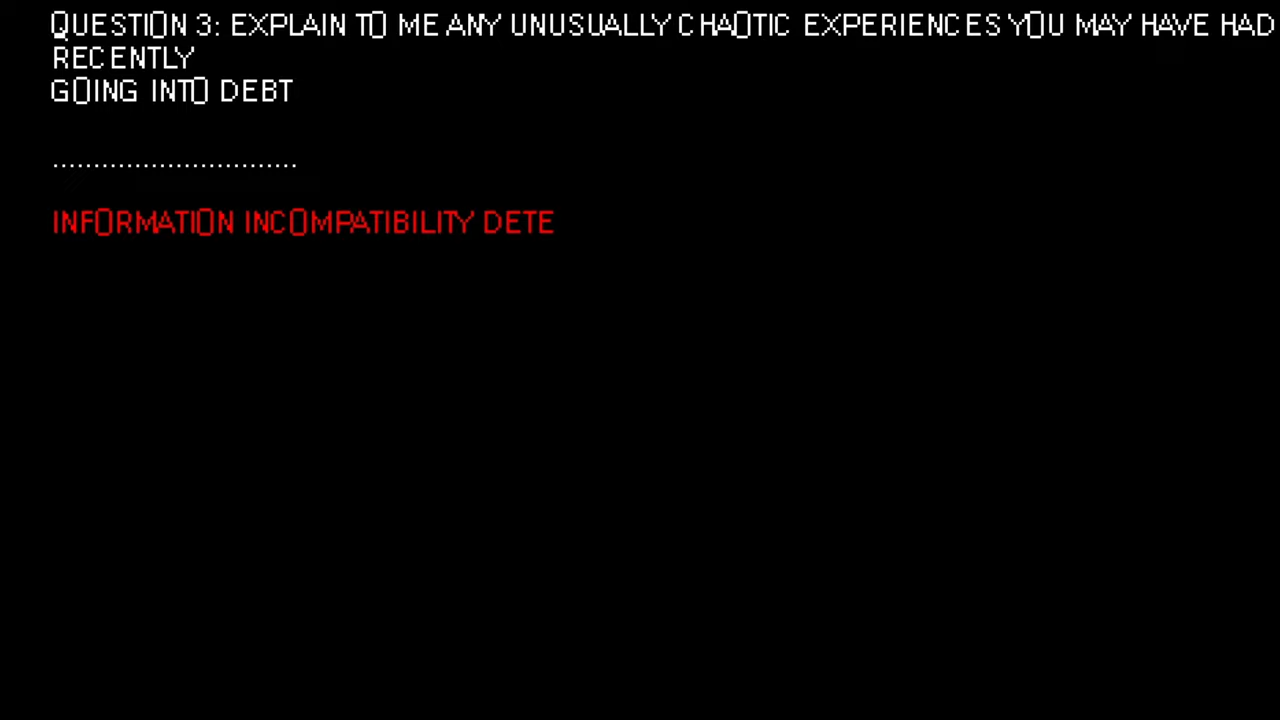 QUESTION 3: EXPLAIN TO ME ANY UNUSUALLY CHAOTIC EXPERIENCES YOU MAY HAVE HAD
RECENTLY
GOING INTO DEBT
..............................
INFORMATION INCOMPATIBILITY DETE